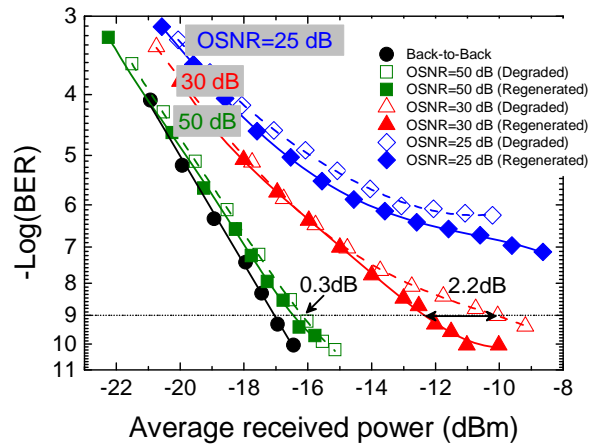 3
4
5
6
7
8
9
10
11
-Log(BER)
OSNR=25 dB
30 dB
50 dB
Back-to-Back
OSNR=50 dB (Degraded)
OSNR=50 dB (Regenerated)
OSNR=30 dB (Degraded)
OSNR=30 dB (Regenerated)
OSNR=25 dB (Degraded)
OSNR=25 dB (Regenerated)
0.3dB
2.2dB
-22 -20 -18 -16 -14 -12 -10 -8
Average received power (dBm)